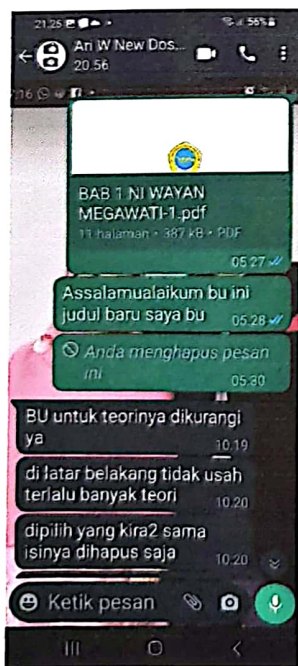 21.25
56%
Ari W New Dos...
20.56
BAB 1 NI WAYAN
MEGAWATI-1.pdf
11 halaman • 387 kB • PDF
05.27
Assalamualaikum bu ini
judul baru saya bu
05.28
Anda menghapus pesan
ini
05.30
BU untuk teorinya dikurangi
ya
10.19
di latar belakang tidak usah
terlalu banyak teori
10.20
dipilih yang kira2 sama
isinya dihapus saja
10.20
Ketik pesan